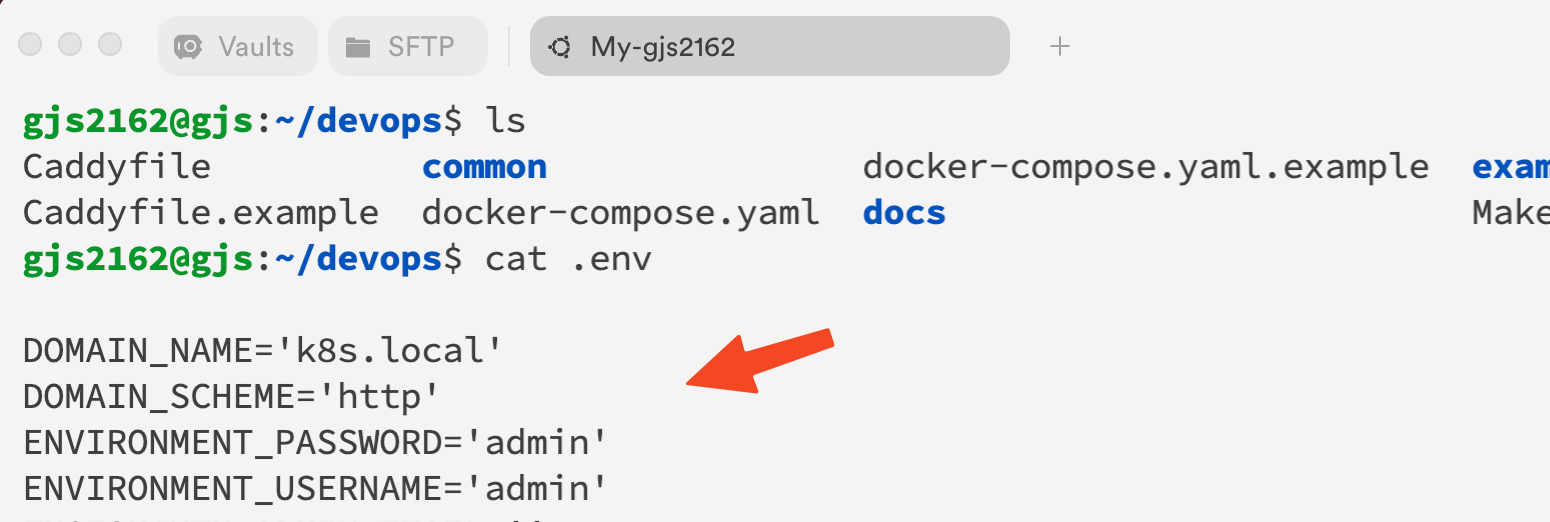 Vaults SFTP My-gjs2162 +
gjs2162@gjs:~/devops$ ls
Caddyfile common docker-compose.yaml.example exam
Caddyfile.example docker-compose.yaml docs Make
gjs2162@gjs:~/devops$ cat .env
DOMAIN_NAME='k8s.local'
DOMAIN_SCHEME='http'
ENVIRONMENT_PASSWORD='admin'
ENVIRONMENT_USERNAME='admin'